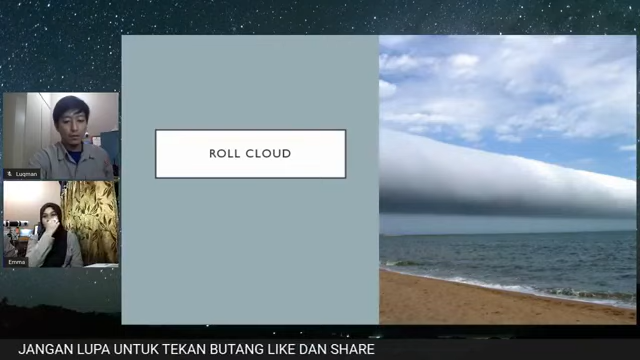 ROLL CLOUD
Luqman
Emma
JANGAN LUPA UNTUK TEKAN BUTANG LIKE DAN SHARE